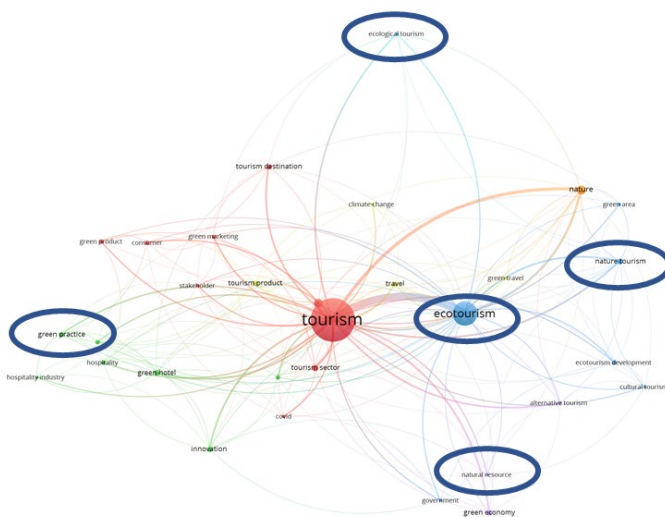 ecological tourism
tourism destination
nature
climate change
green area
green marketing
green product
consumer
nature tourism
green travel
stakeholder
tourism product
travel
ecotourism
tourism
green practice
hospitality
ecotourism development
tourism sector
green hotel
hospitality industry
cultural tourism
alternative tourism
covid
innovation
natural resource
government
green economy